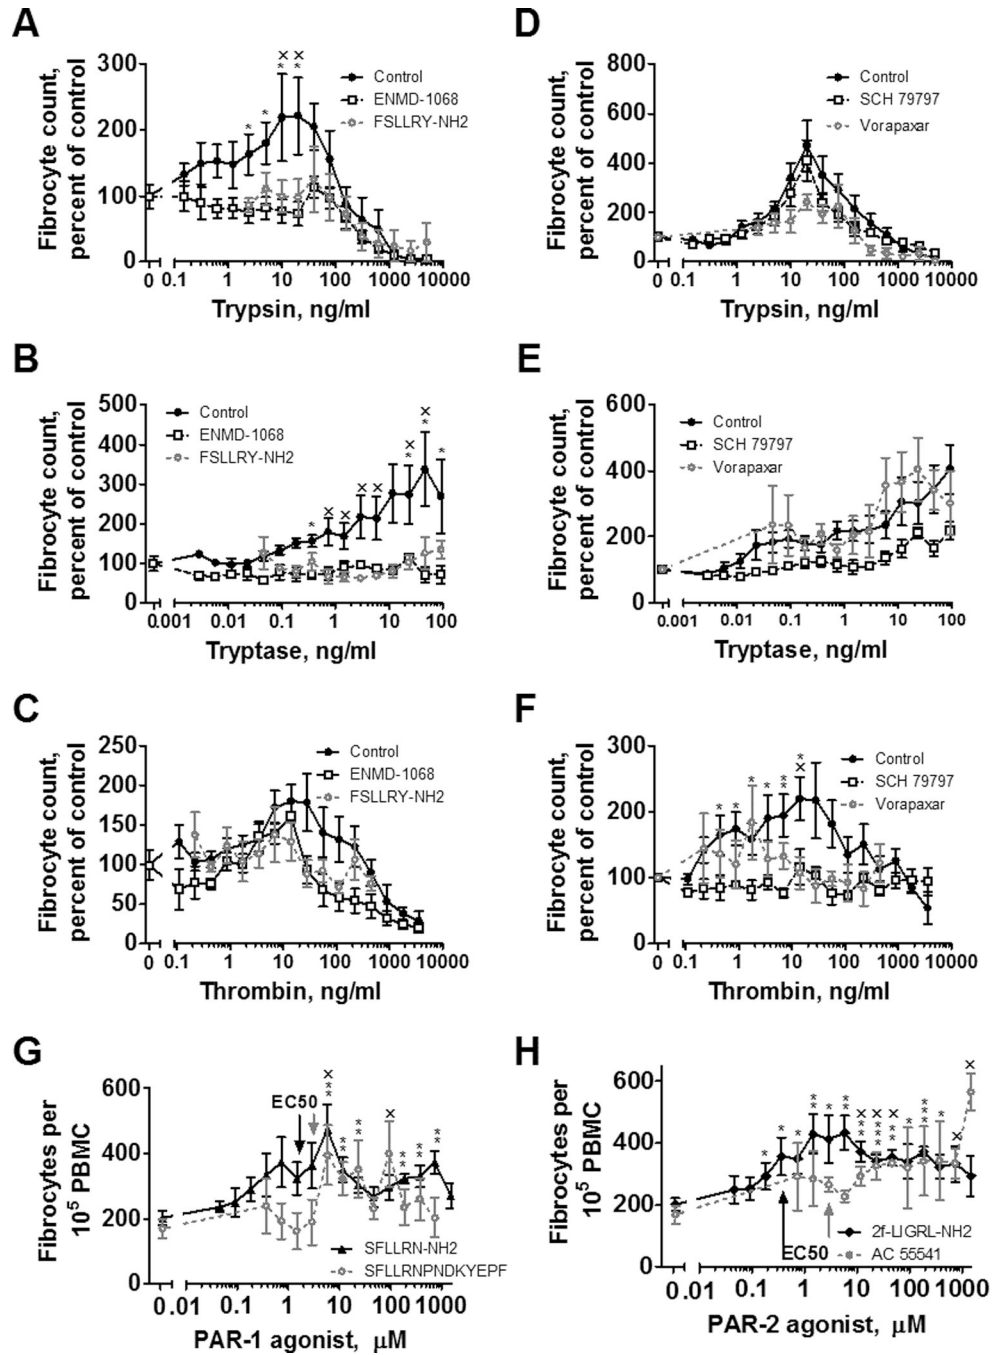 A
Fibrocyte count,
percent of control
300
200
100
0
× ×
* * * *
Control
ENMD-1068
FSLLRY-NH2
0 0.1 1 10 100 1000 10000
Trypsin, ng/ml
D
Fibrocyte count,
percent of control
800
600
400
200
0
Control
SCH 79797
Vorapaxar
0 0.1 1 10 100 1000 10000
Trypsin, ng/ml
B
Fibrocyte count,
percent of control
500
400
300
200
100
0
Control
ENMD-1068
FSLLRY-NH2
* × × × × × * × * *
0 0.001 0.01 0.1 1 10 100
Tryptase, ng/ml
E
Fibrocyte count,
percent of control
600
400
200
0
Control
SCH 79797
Vorapaxar
0 0.001 0.01 0.1 1 10 100
Tryptase, ng/ml
C
Fibrocyte count,
percent of control
250
200
150
100
50
0
Control
ENMD-1068
FSLLRY-NH2
0 0.1 1 10 100 1000 10000
Thrombin, ng/ml
F
Fibrocyte count,
percent of control
300
200
100
0
* * * * ** * ×
Control
SCH 79797
Vorapaxar
0 0.1 1 10 100 1000 10000
Thrombin, ng/ml
G
Fibrocytes per
10⁵ PBMC
600
400
200
0
EC50
SFLLRN-NH2
SFLLRNPNDKYEPF
0 0.01 0.1 1 10 100 1000
PAR-1 agonist, μM
H
Fibrocytes per
10⁵ PBMC
600
400
200
0
EC50
2f-LIGRL-NH2
AC 55541
0 0.01 0.1 1 10 100 1000
PAR-2 agonist, μM